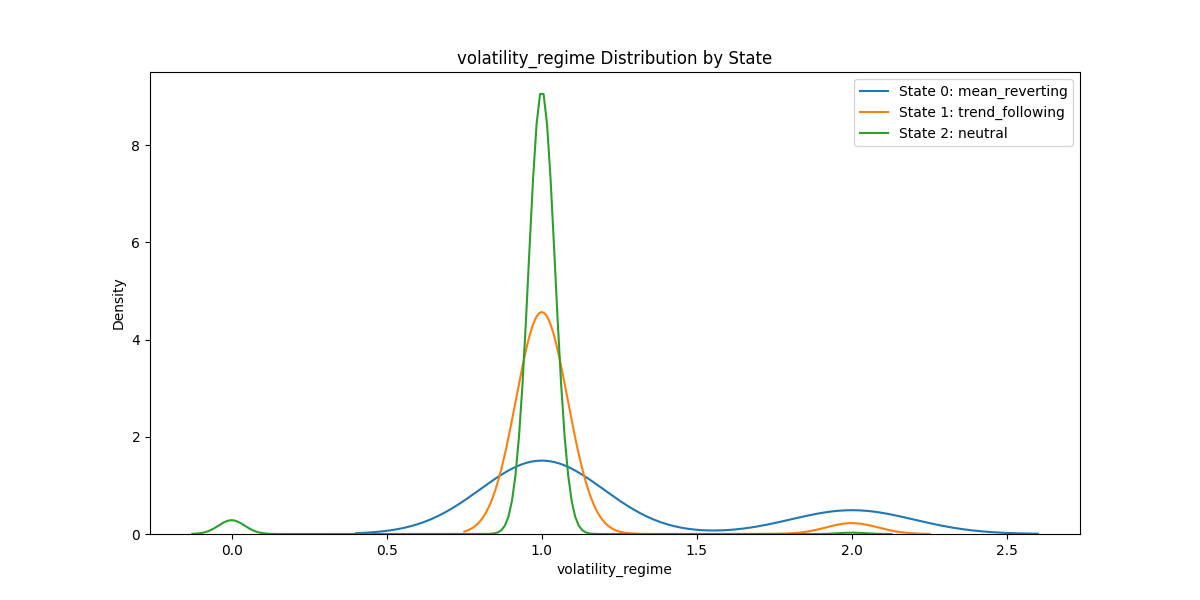 volatility_regime Distribution by State
State 0: mean_reverting
State 1: trend_following
State 2: neutral
Density
8
6
4
2
0
0.0 0.5 1.0 1.5 2.0 2.5
volatility_regime